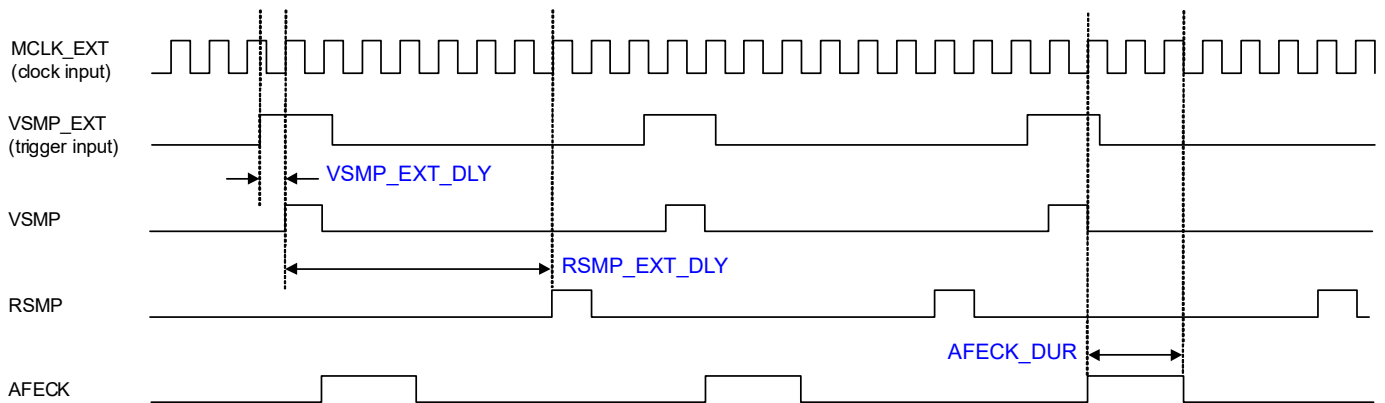 MCLK_EXT
(clock input)
VSMP_EXT
(trigger input)
VSMP_EXT_DLY
VSMP
RSMP_EXT_DLY
RSMP
AFECK_DUR
AFECK